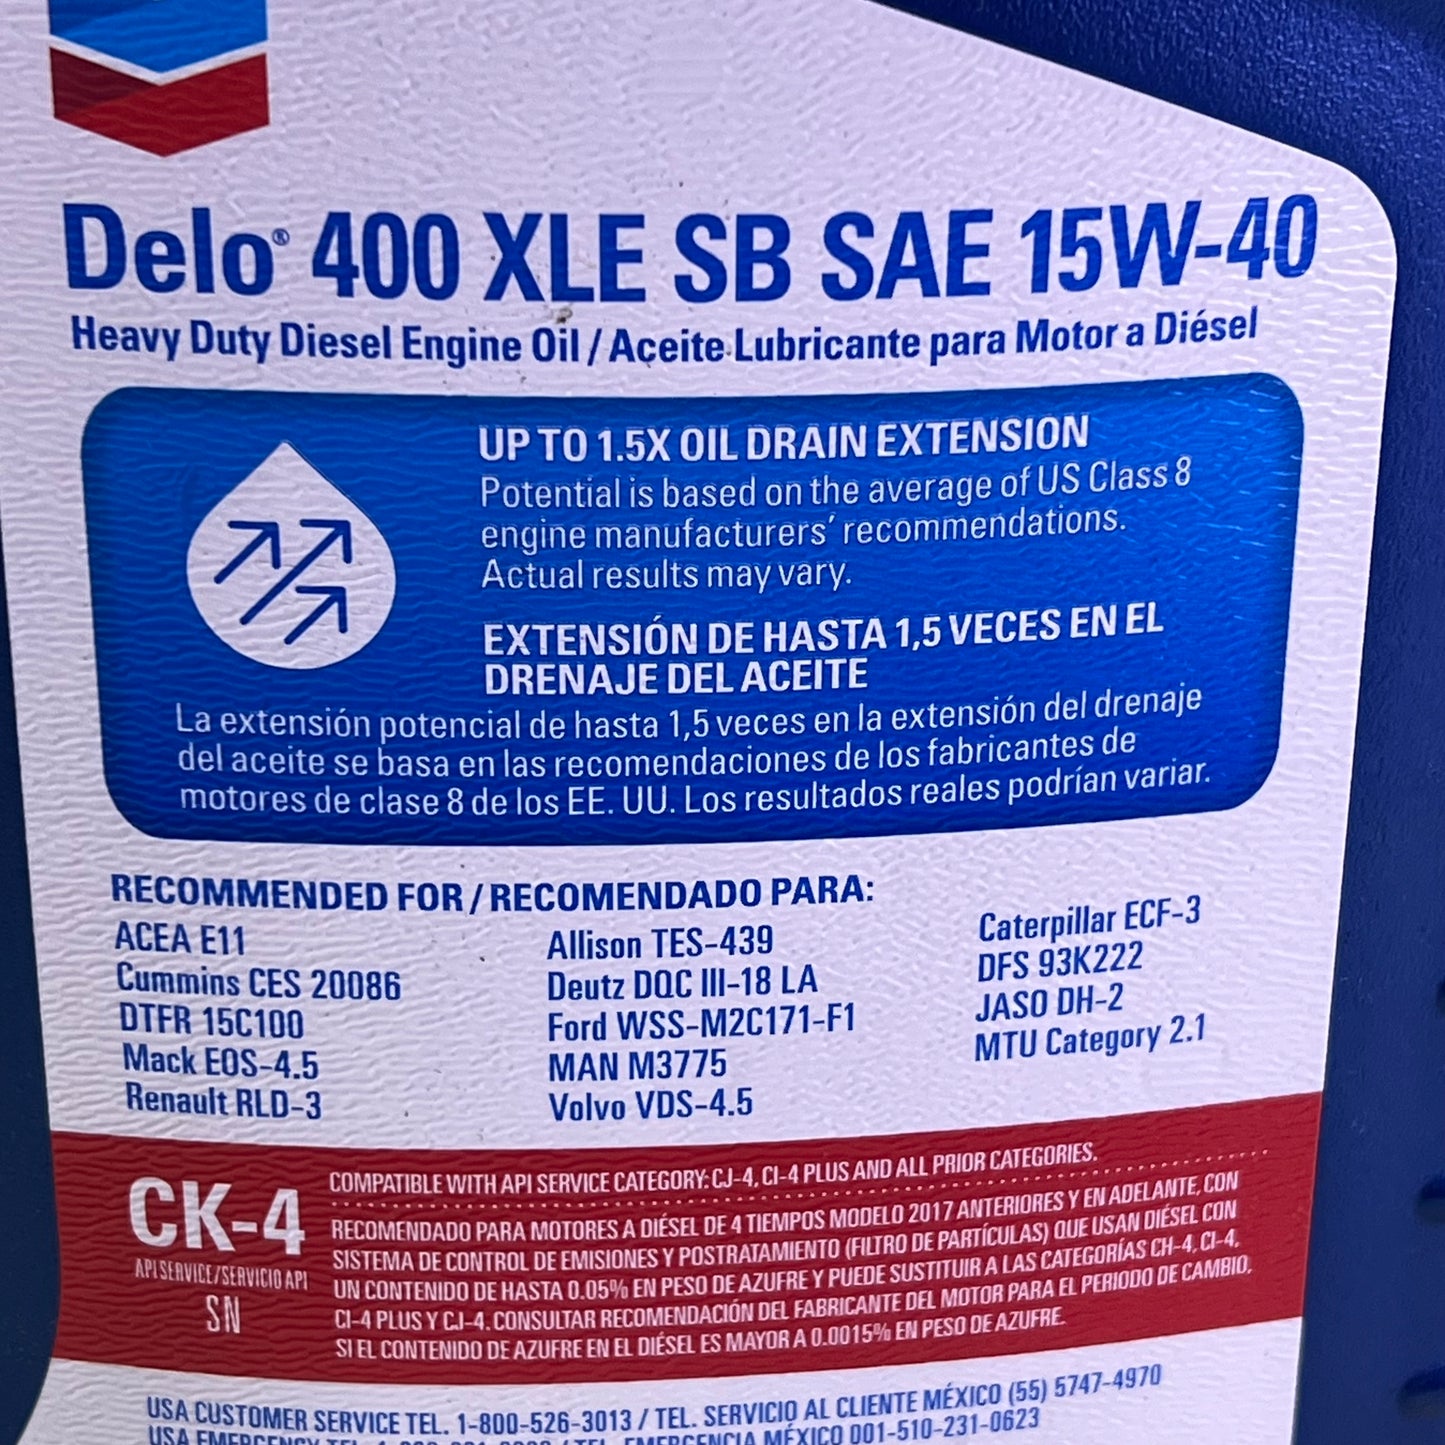 Delo® 400 XLE SB SAE 15W-40
Heavy Duty Diesel Engine Oil / Aceite Lubricante para Motor a Diésel
UP TO 1.5X OIL DRAIN EXTENSION
Potential is based on the average of US Class 8
engine manufacturers' recommendations.
Actual results may vary.
EXTENSIÓN DE HASTA 1,5 VECES EN EL
DRENAJE DEL ACEITE
La extensión potencial de hasta 1,5 veces en la extensión del drenaje
del aceite se basa en las recomendaciones de los fabricantes de
motores de clase 8 de los EE. UU. Los resultados reales podrían variar.
RECOMMENDED FOR / RECOMENDADO PARA:
ACEA E11
Cummins CES 20086
DTFR 15C100
Mack EOS-4.5
Renault RLD-3
Allison TES-439
Deutz DQC III-18 LA
Ford WSS-M2C171-F1
MAN M3775
Volvo VDS-4.5
Caterpillar ECF-3
DFS 93K222
JASO DH-2
MTU Category 2.1
CK-4
API SERVICE/SERVICIO API
SN
COMPATIBLE WITH API SERVICE CATEGORY: CJ-4, CI-4 PLUS AND ALL PRIOR CATEGORIES.
RECOMENDADO PARA MOTORES A DIÉSEL DE 4 TIEMPOS MODELO 2017 ANTERIORES Y EN ADELANTE, CON
SISTEMA DE CONTROL DE EMISIONES Y POSTRATAMIENTO (FILTRO DE PARTÍCULAS) QUE USAN DIÉSEL CON
UN CONTENIDO DE HASTA 0.05% EN PESO DE AZUFRE Y PUEDE SUSTITUIR A LAS CATEGORÍAS CH-4, CI-4,
CI-4 PLUS Y CJ-4. CONSULTAR RECOMENDACIÓN DEL FABRICANTE DEL MOTOR PARA EL PERIODO DE CAMBIO,
SI EL CONTENIDO DE AZUFRE EN EL DIÉSEL ES MAYOR A 0.0015% EN PESO DE AZUFRE.
USA CUSTOMER SERVICE TEL. 1-800-526-3013 / TEL. SERVICIO AL CLIENTE MÉXICO (55) 5747-4970
USA EMERGENCY TEL. / TEL. EMERGENCIA MÉXICO 001-510-231-0623